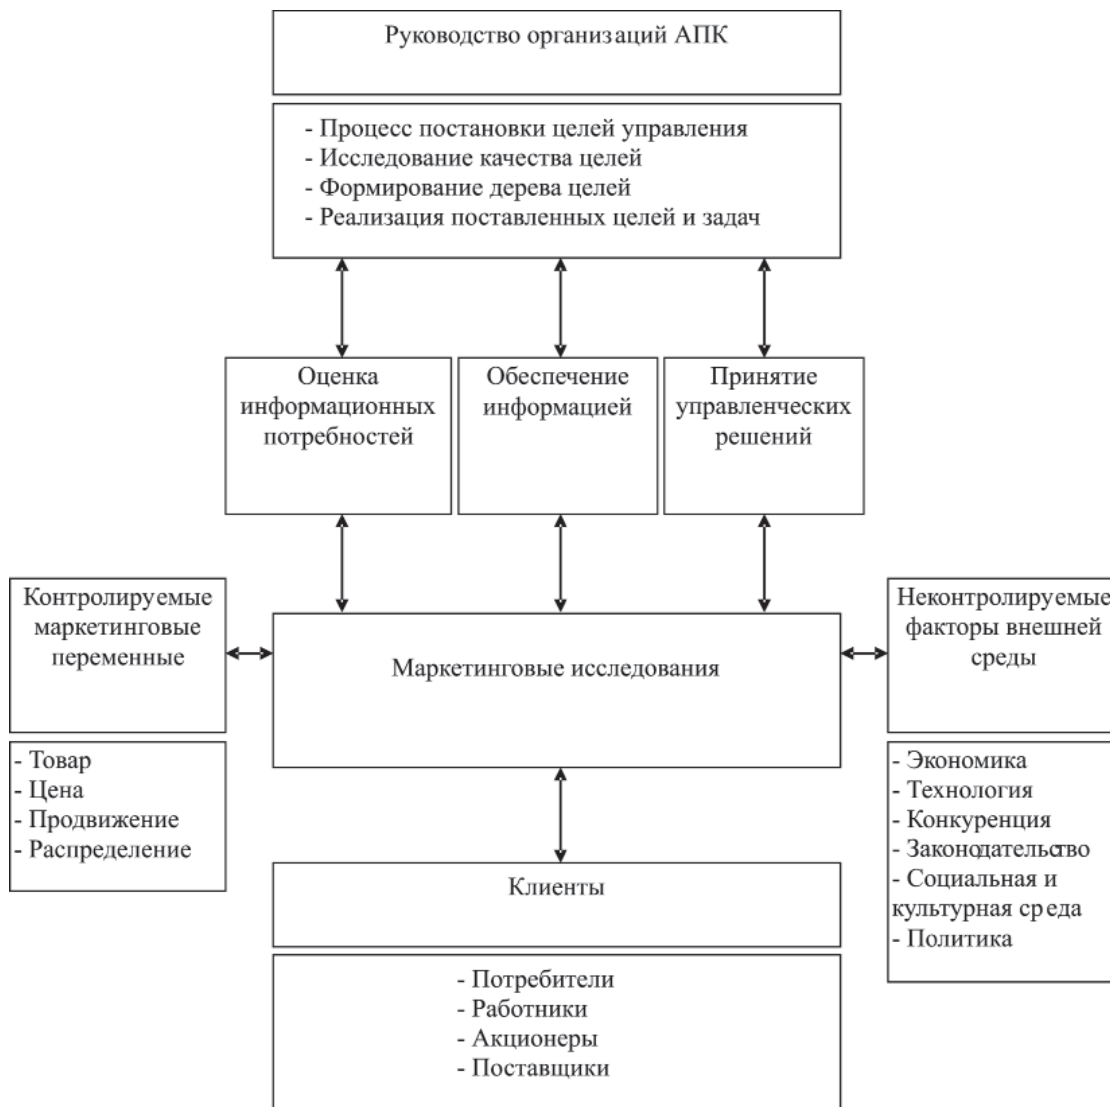 Руководство организаций АПК
- Процесс постановки целей управления
- Исследование качества целей
- Формирование дерева целей
- Реализация поставленных целей и задач
Оценка
информационных
потребностей
Обеспечение
информацией
Принятие
управленческих
решений
Контролируемые
маркетинговые
переменные
- Товар
- Цена
- Продвижение
- Распределение
Маркетинговые исследования
Неконтролируемые
факторы внешней
среды
- Экономика
- Технология
- Конкуренция
- Законодательство
- Социальная и
культурная среда
- Политика
Клиенты
- Потребители
- Работники
- Акционеры
- Поставщики